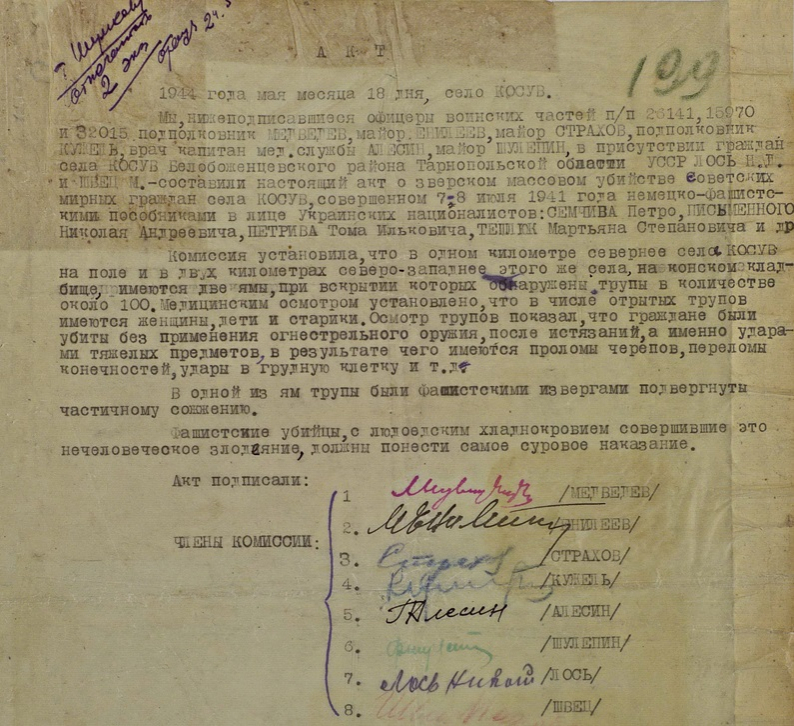 2 экз
199
АКТ
1944 года мая месяца 18 дня, село КОСУВ.
Мы, нижеподписавшиеся офицеры воинских частей п/п 26141, 15970
и 32015 подполковник МЕДВЕДЕВ, майор ЕНИЛЕЕВ, майор СТРАХОВ, подполковник
КУЖЕЛЬ, врач капитан мед.службы АЛЕСИН, майор ШУЛЕПИН, в присутствии граждан
села КОСУВ Белобоженцевского района Тарнопольской области УССР ЛОСЬ Н.Д.
и ШВЕЦ М.-составили настоящий акт о зверском массовом убийстве советских
мирных граждан села КОСУВ, совершенном 7-8 июля 1941 года немецко-фашистс-
кими пособниками в лице Украинских националистов: СЕМЧИВА Петро, ПИСЬМЕННОГО
Николая Андреевича, ПЕТРИВА Тома Ильковича, Мартьяна Степановича и др
Комиссия установила, что в одном километре севернее села КОСУВ
на поле и в двух километрах северо-западнее этого же села, на конском клад-
бище, имеются две ямы, при вскрытии которых обнаружены трупы в количестве
около 100. Медицинским осмотром установлено, что в числе отрытых трупов
имеются женщины, дети и старики. Осмотр трупов показал, что граждане были
убиты без применения огнестрельного оружия, после истязаний, а именно удара-
ми тяжелых предметов, в результате чего имеются проломы черепов, переломы
конечностей, удары в грудную клетку и т.д.
В одной из ям трупы были фашистскими извергами подвергнуты
частичному сожжению.
Фашистские убийцы, с людоедским хладнокровием совершившие это
нечеловеческое злодеяние, должны понести самое суровое наказание.
Акт подписали:
ЧЛЕНЫ КОМИССИИ:
1 /МЕДВЕДЕВ/
2. /ЕНИЛЕЕВ/
3. Страхов /СТРАХОВ/
4. /КУЖЕЛЬ/
5. Алесин /АЛЕСИН/
6. /ШУЛЕПИН/
7. Лось /ЛОСЬ/
8. /ШВЕЦ/